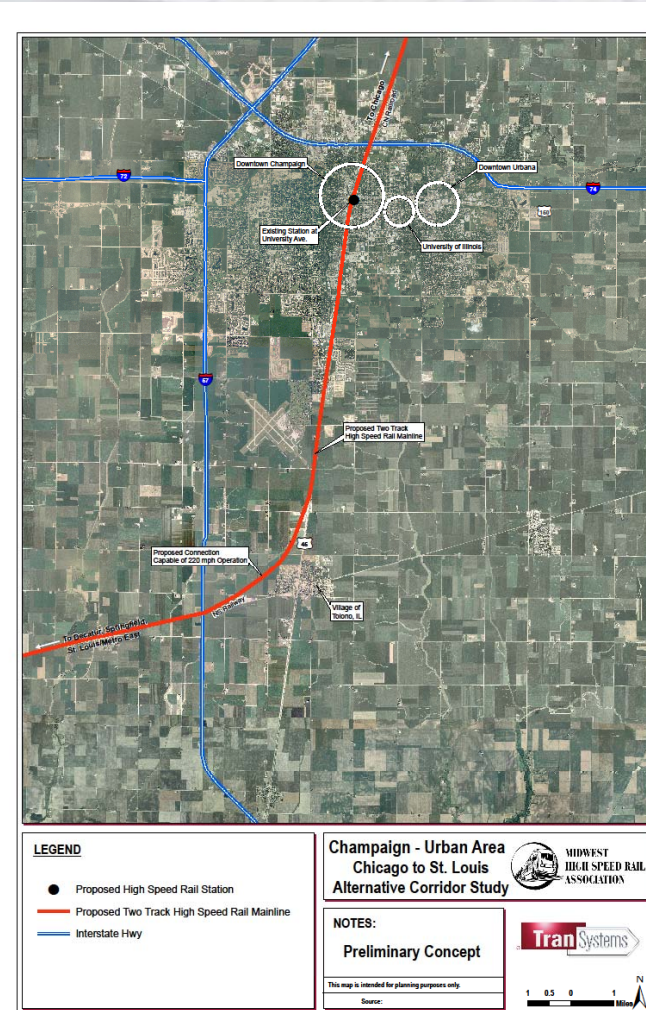 To Chicago
CN Railroad
Downtown Champaign
Downtown Urbana
72
74
150
Existing Station at
University Ave.
University of Illinois
57
Proposed Two Track
High Speed Rail Mainline
45
Proposed Connection
Capable of 220 mph Operation
NS Railway
Village of
Tolono, IL
To Decatur, Springfield,
St. Louis/Metro East
LEGEND
Proposed High Speed Rail Station
Proposed Two Track High Speed Rail Mainline
Interstate Hwy
Champaign - Urban Area
Chicago to St. Louis
Alternative Corridor Study
MIDWEST
HIGH SPEED RAIL
ASSOCIATION
NOTES:
Preliminary Concept
This map is intended for planning purposes only.
Source:
TranSystems
N
1 0.5 0 1
Miles